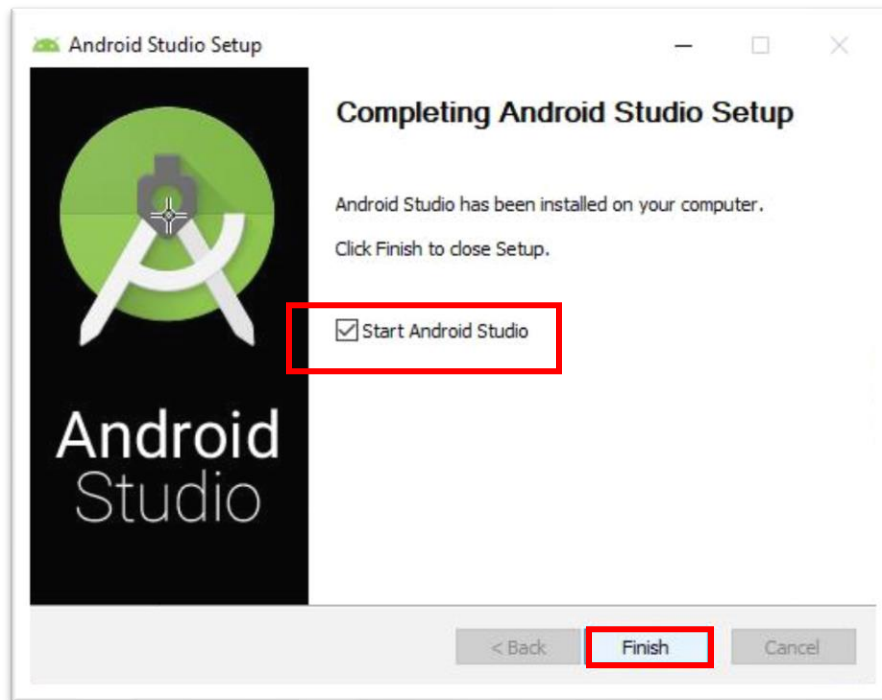 Android Studio Setup
Completing Android Studio Setup
Android Studio has been installed on your computer.
Click Finish to close Setup.
Start Android Studio
Android
Studio
< Back
Finish
Cancel